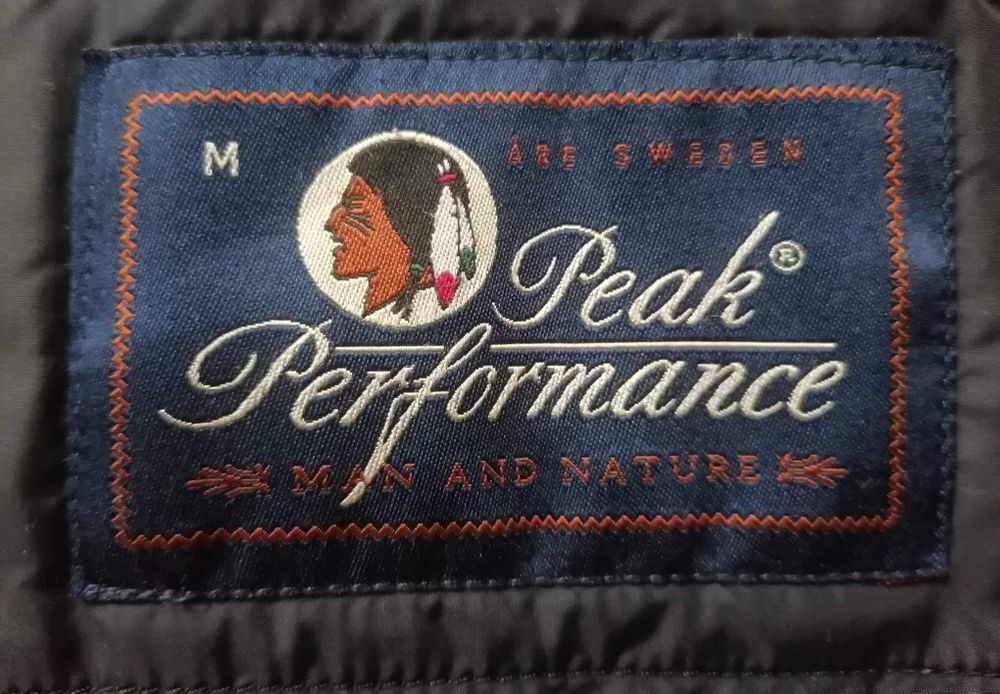 M
ÅRE SWEDEN
Peak®
Performance
MAN AND NATURE